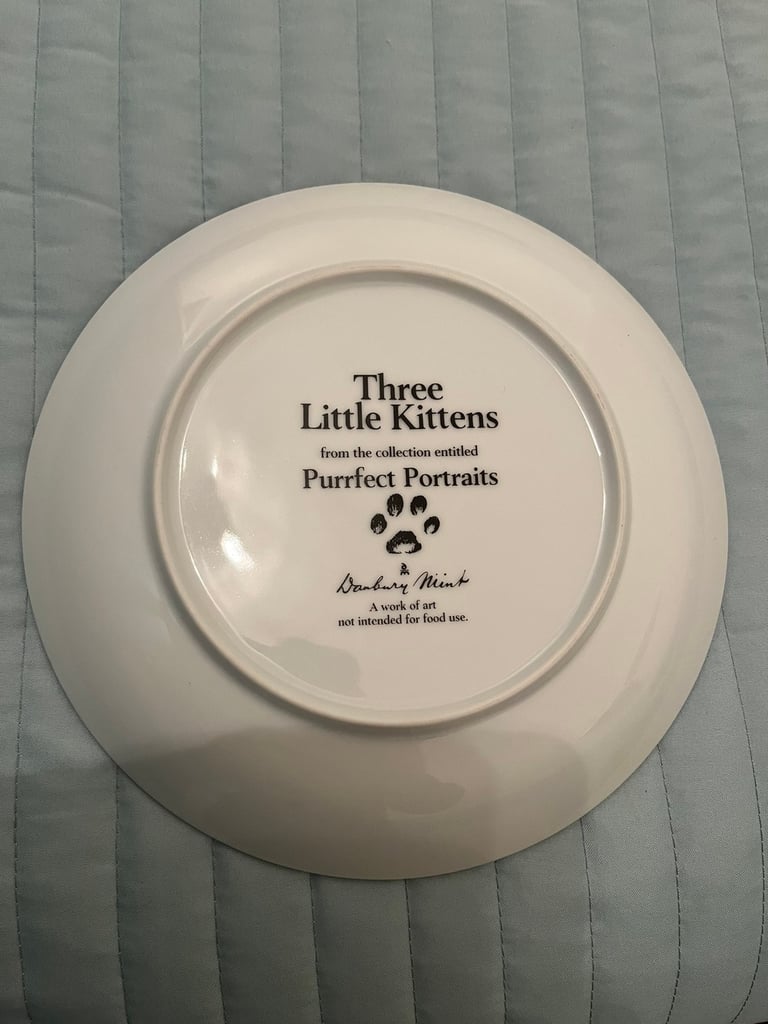 Three
Little Kittens
from the collection entitled
Purrfect Portraits
DM
Danbury Mint
A work of art
not intended for food use.